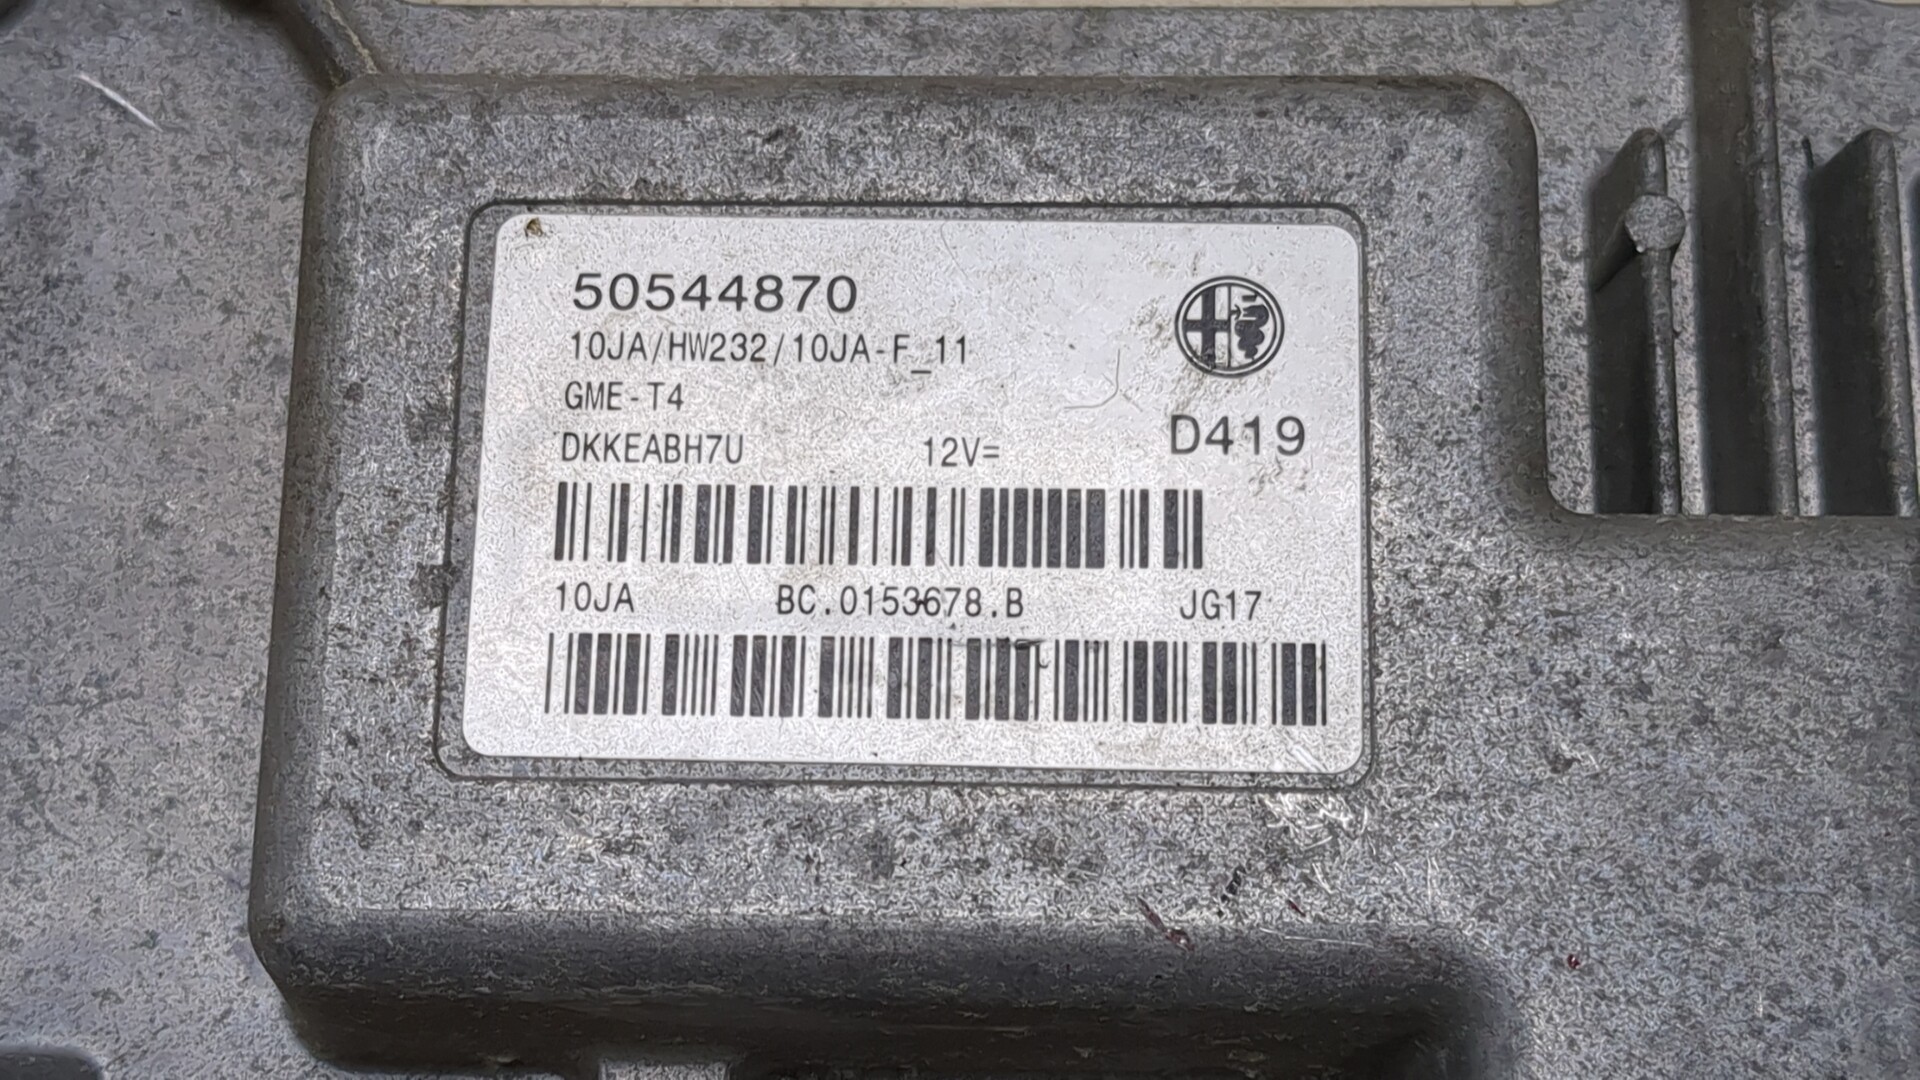 50544870
10JA/HW232/10JA-F_11
GME-T4
DKKEABH7U 12V= D419
10JA BC.0153678.B JG17